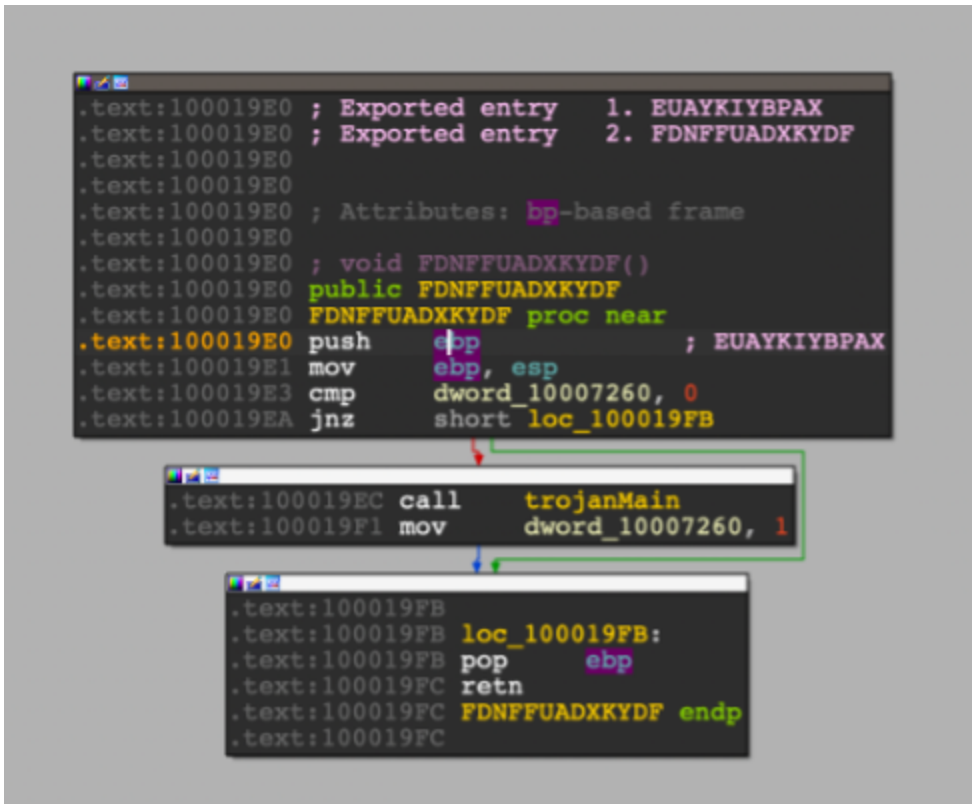 .text:100019E0 ; Exported entry   1. EUAYKIYBPAX
.text:100019E0 ; Exported entry   2. FDNFFUADXKYDF
.text:100019E0
.text:100019E0
.text:100019E0 ; Attributes: bp-based frame
.text:100019E0
.text:100019E0 ; void FDNFFUADXKYDF()
.text:100019E0 public FDNFFUADXKYDF
.text:100019E0 FDNFFUADXKYDF proc near
.text:100019E0 push    ebp             ; EUAYKIYBPAX
.text:100019E1 mov     ebp, esp
.text:100019E3 cmp     dword_10007260, 0
.text:100019EA jnz     short loc_100019FB
.text:100019EC call    trojanMain
.text:100019F1 mov     dword_10007260, 1
.text:100019FB
.text:100019FB loc_100019FB:
.text:100019FB pop     ebp
.text:100019FC retn
.text:100019FC FDNFFUADXKYDF endp
.text:100019FC